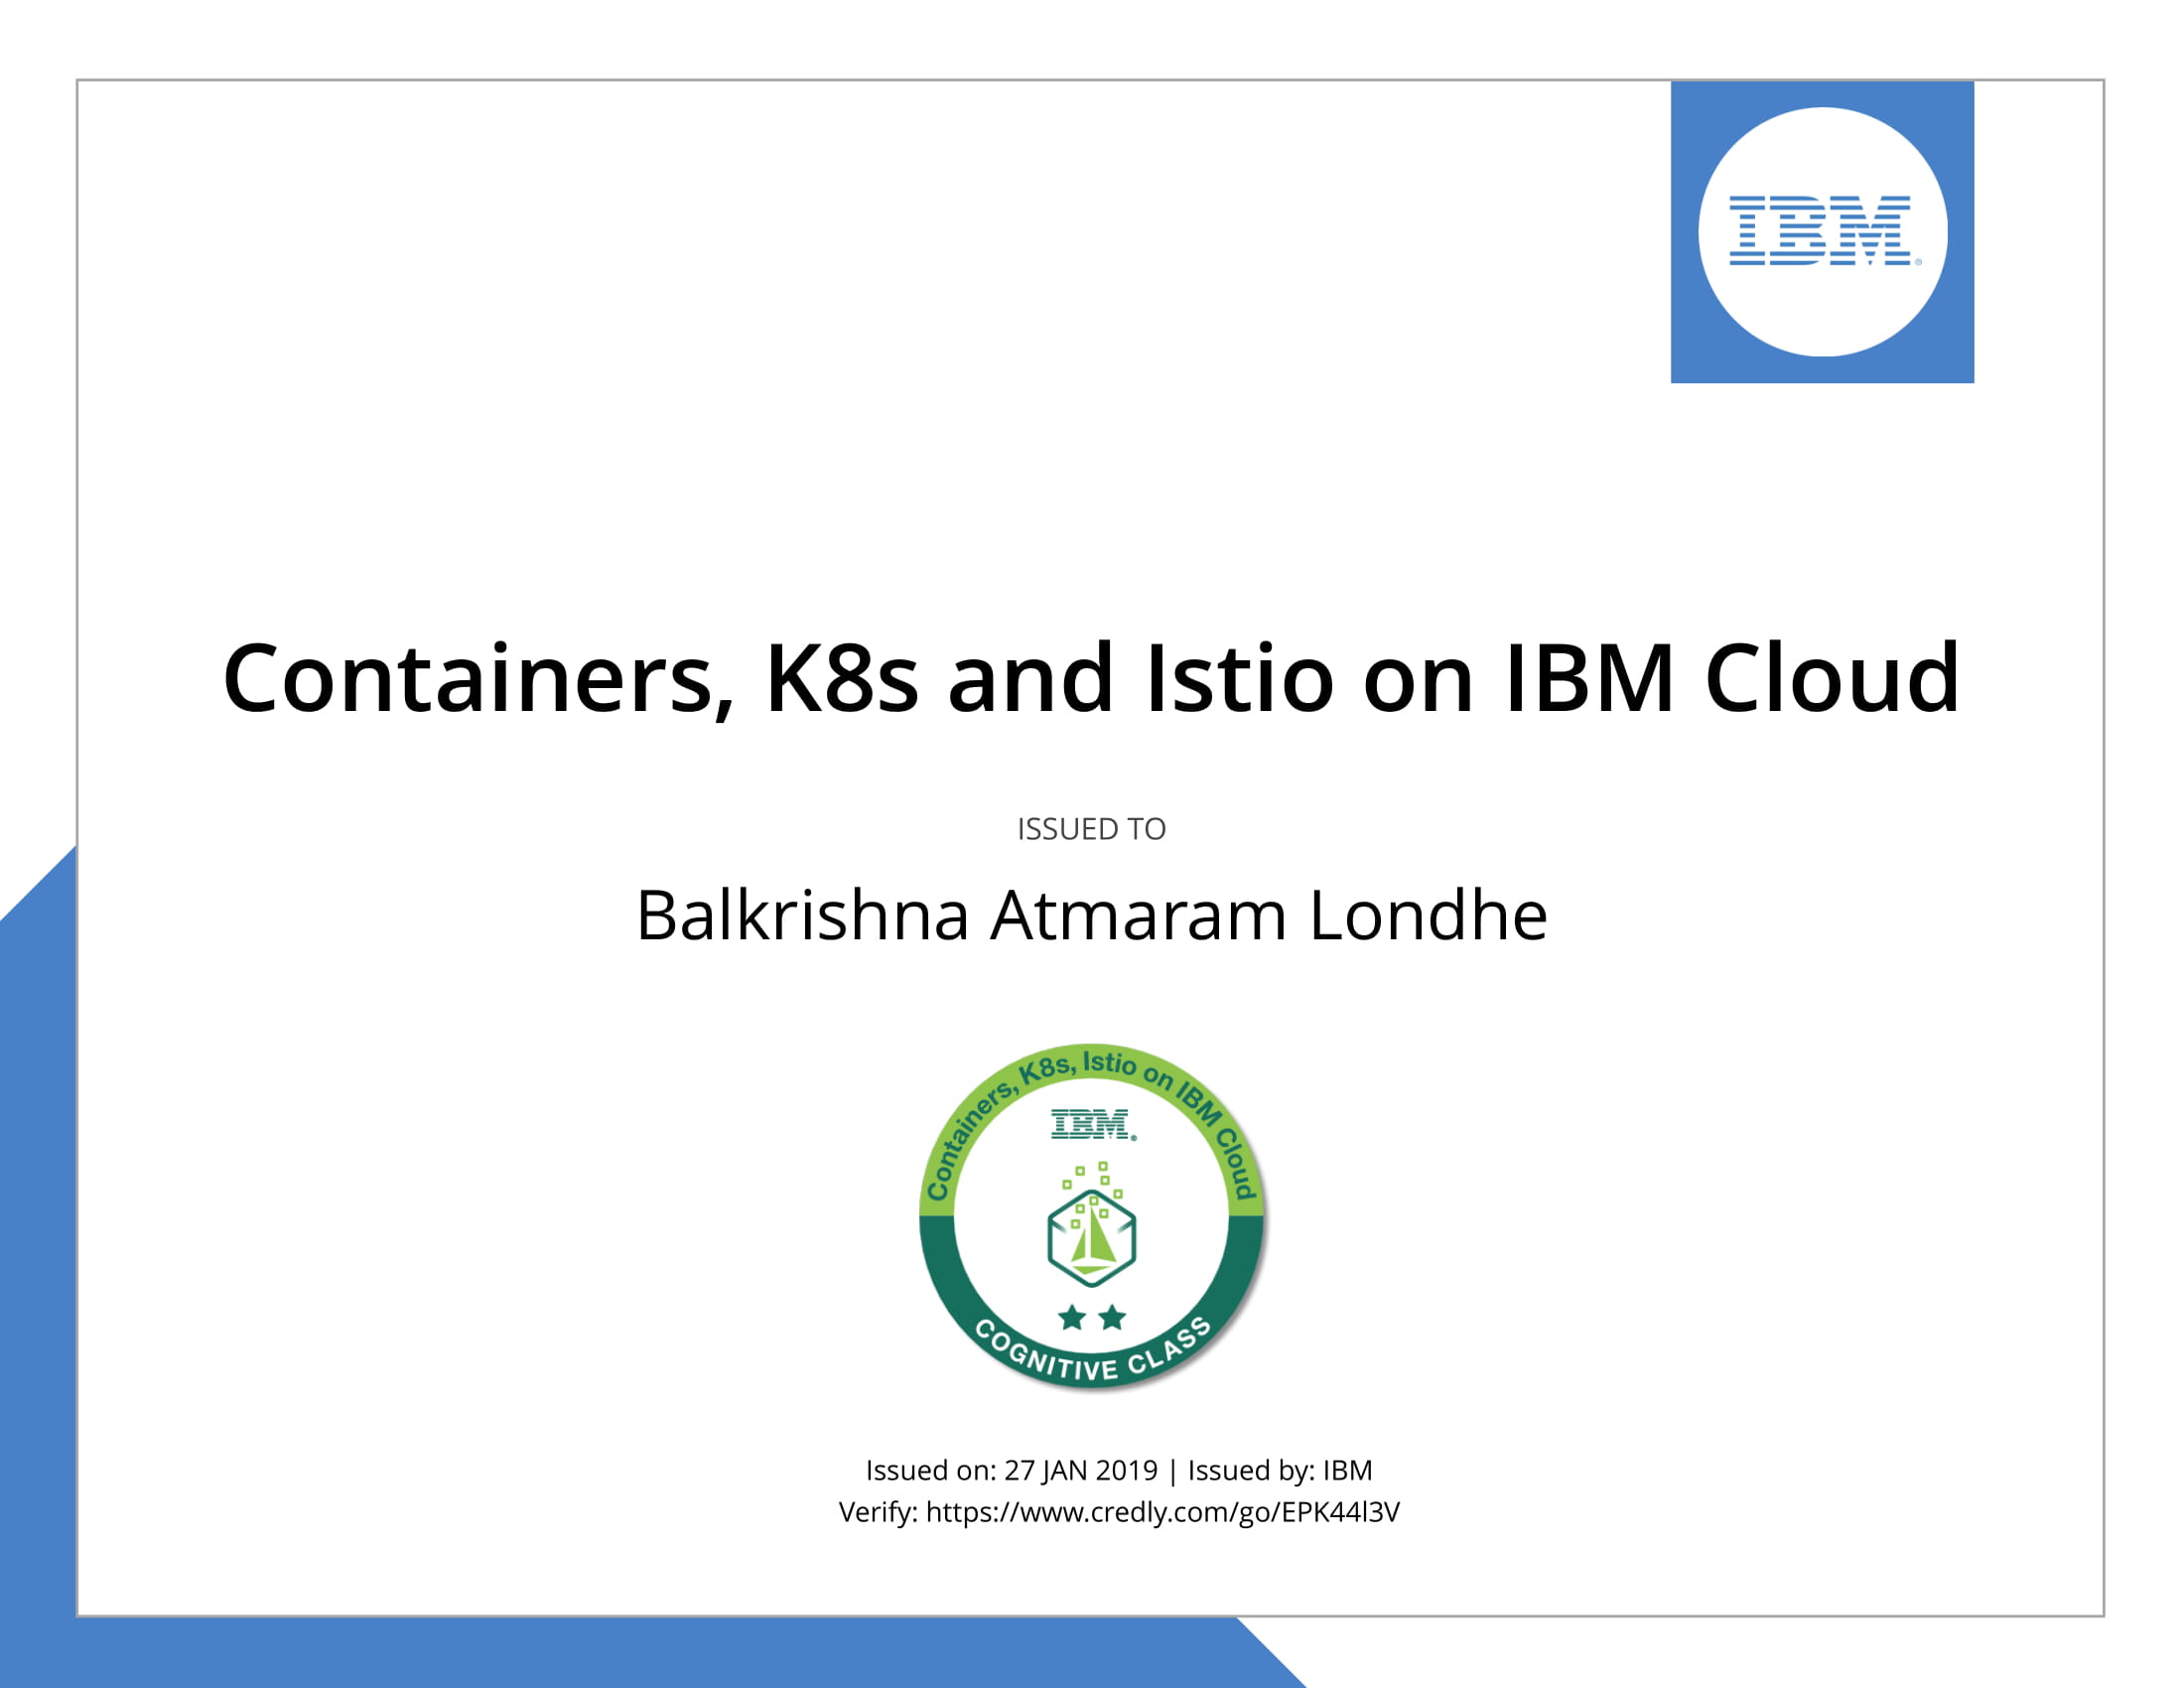 IBM®
Containers, K8s and Istio on IBM Cloud
ISSUED TO
Balkrishna Atmaram Londhe
Containers, K8s, Istio on IBM Cloud
IBM®
COGNITIVE CLASS
Issued on: 27 JAN 2019 | Issued by: IBM
Verify: https://www.credly.com/go/EPK44l3V